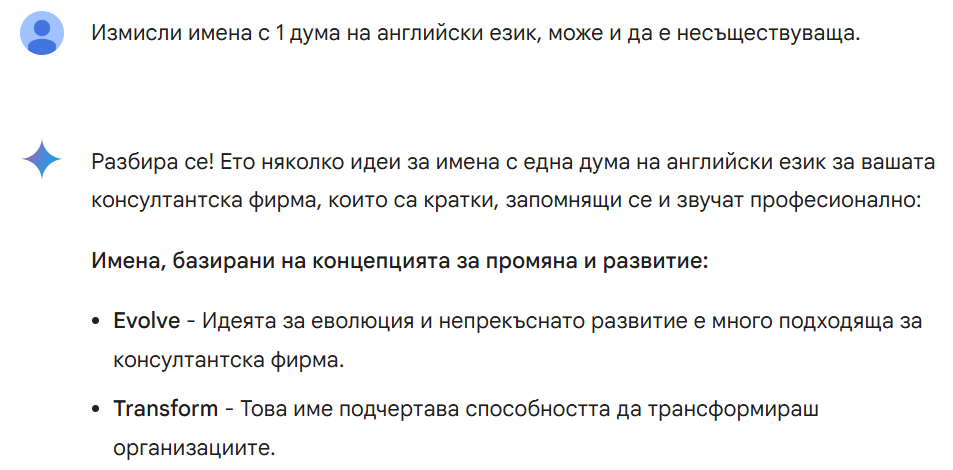 Измисли имена с 1 дума на английски език, може и да е несъществуваща.
Разбира се! Ето няколко идеи за имена с една дума на английски език за вашата
консултантска фирма, които са кратки, запомнящи се и звучат професионално:
Имена, базирани на концепцията за промяна и развитие:
• Evolve - Идеята за еволюция и непрекъснато развитие е много подходяща за
консултантска фирма.
• Transform - Това име подчертава способността да трансформираш
организациите.